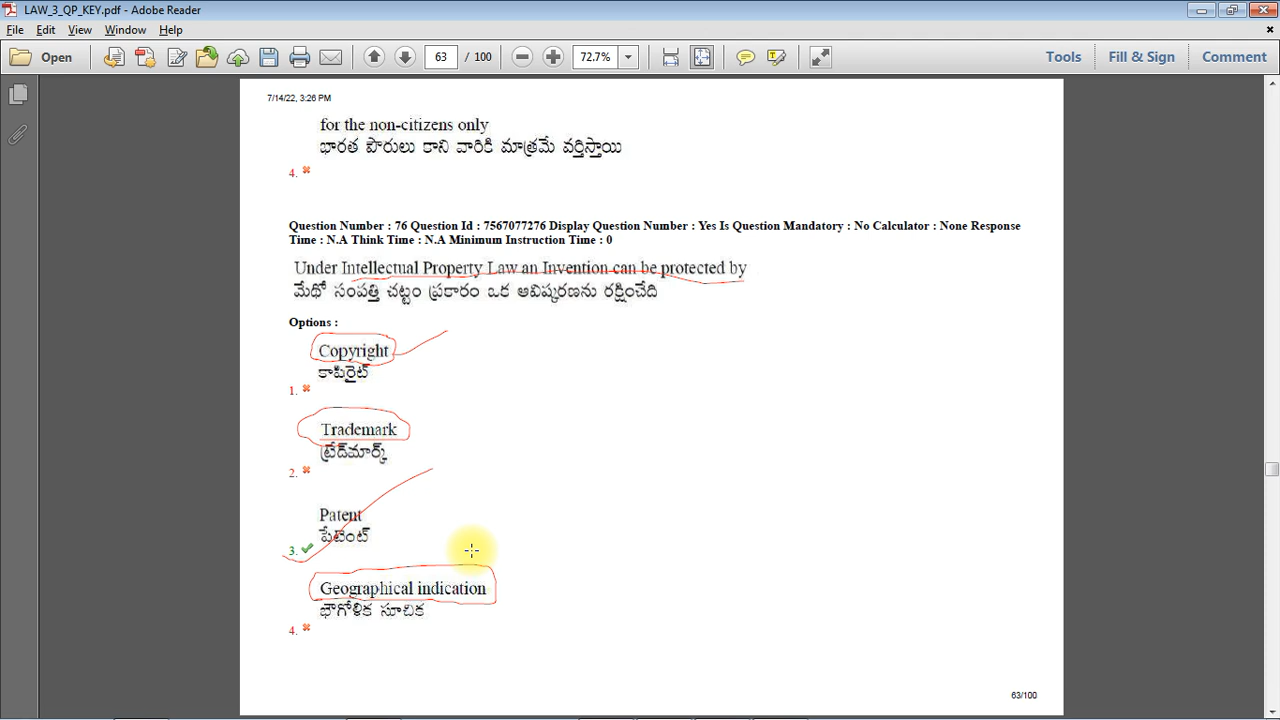 LAW_3_QP_KEY.pdf - Adobe Reader
File Edit View Window Help
Open 63 / 100 72.7% Tools Fill & Sign Comment
7/14/22, 3:26 PM
for the non-citizens only
భారత పౌరులు కాని వారికి మాత్రమే వర్తిస్తాయి
4.
Question Number : 76 Question Id : 7567077276 Display Question Number : Yes Is Question Mandatory : No Calculator : None Response
Time : N.A Think Time : N.A Minimum Instruction Time : 0
Under Intellectual Property Law an Invention can be protected by
మేథో సంపత్తి చట్టం ప్రకారం ఒక ఆవిష్కరణను రక్షించేది
Options :
Copyright
కాపిరైట్
1.
Trademark
ట్రేడ్‌మార్క్
2.
Patent
పేటెంట్
3.
Geographical indication
భౌగోళిక సూచిక
4.
63/100